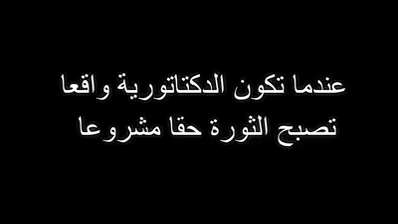 عندما تكون الدكتاتورية واقعا
تصبح الثورة حقا مشروعا